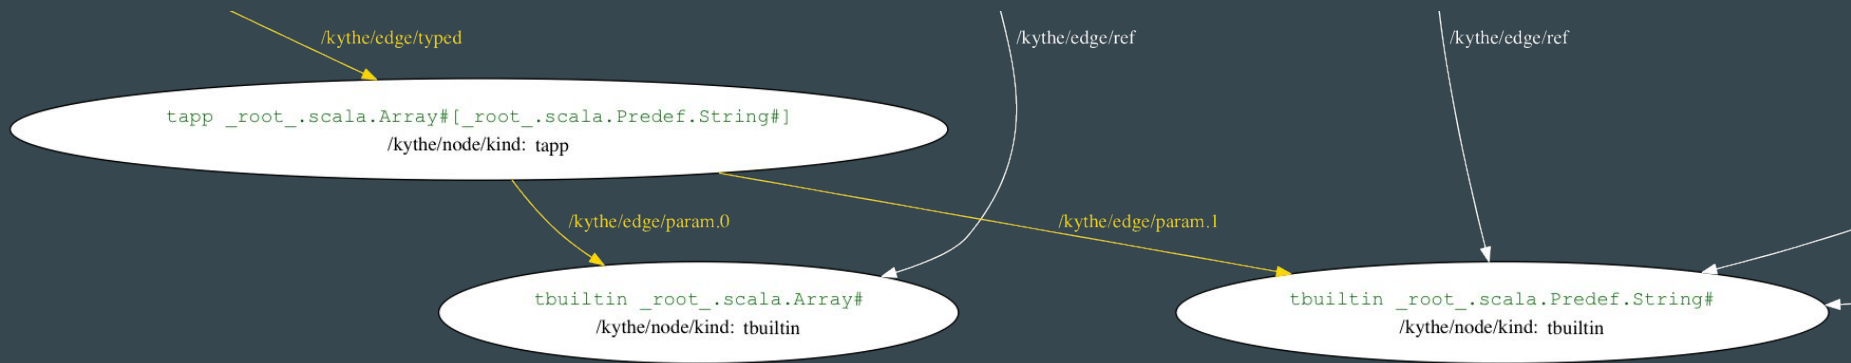 /kythe/edge/typed
/kythe/edge/ref
/kythe/edge/ref
tapp _root_.scala.Array#[_root_.scala.Predef.String#]
/kythe/node/kind: tapp
/kythe/edge/param.0
/kythe/edge/param.1
tbuiltin _root_.scala.Array#
/kythe/node/kind: tbuiltin
tbuiltin _root_.scala.Predef.String#
/kythe/node/kind: tbuiltin